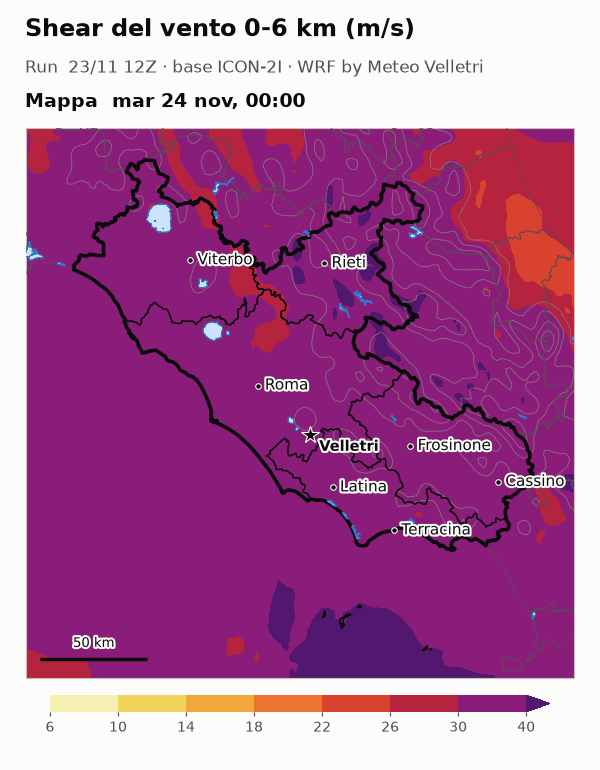 Shear del vento 0-6 km (m/s)
Run  23/11 12Z · base ICON-2I · WRF by Meteo Velletri
Mappa  mar 24 nov, 00:00
Viterbo
Rieti
Roma
Velletri
Frosinone
Cassino
Latina
Terracina
50 km
6 10 14 18 22 26 30 40